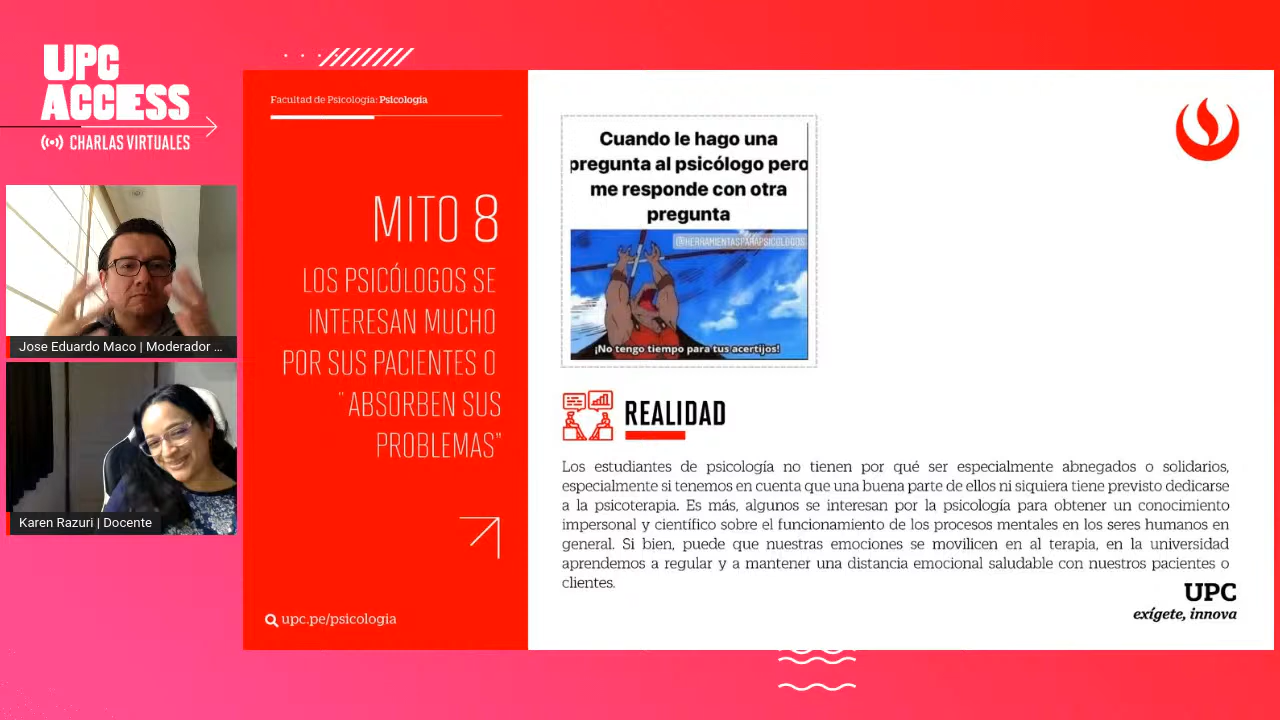 UPC
ACCESS
CHARLAS VIRTUALES
Jose Eduardo Maco | Moderador ...
Karen Razuri | Docente
Facultad de Psicología: Psicología
MITO 8
LOS PSICÓLOGOS SE
INTERESAN MUCHO
POR SUS PACIENTES O
"ABSORBEN SUS
PROBLEMAS"
upc.pe/psicologia
Cuando le hago una
pregunta al psicólogo pero
me responde con otra
pregunta
@HERRAMIENTASPARAPSICOLOGOS
¡No tengo tiempo para tus acertijos!
REALIDAD
Los estudiantes de psicología no tienen por qué ser especialmente abnegados o solidarios,
especialmente si tenemos en cuenta que una buena parte de ellos ni siquiera tiene previsto dedicarse
a la psicoterapia. Es más, algunos se interesan por la psicología para obtener un conocimiento
impersonal y científico sobre el funcionamiento de los procesos mentales en los seres humanos en
general. Si bien, puede que nuestras emociones se movilicen en al terapia, en la universidad
aprendemos a regular y a mantener una distancia emocional saludable con nuestros pacientes o
clientes.
UPC
exígete, innova